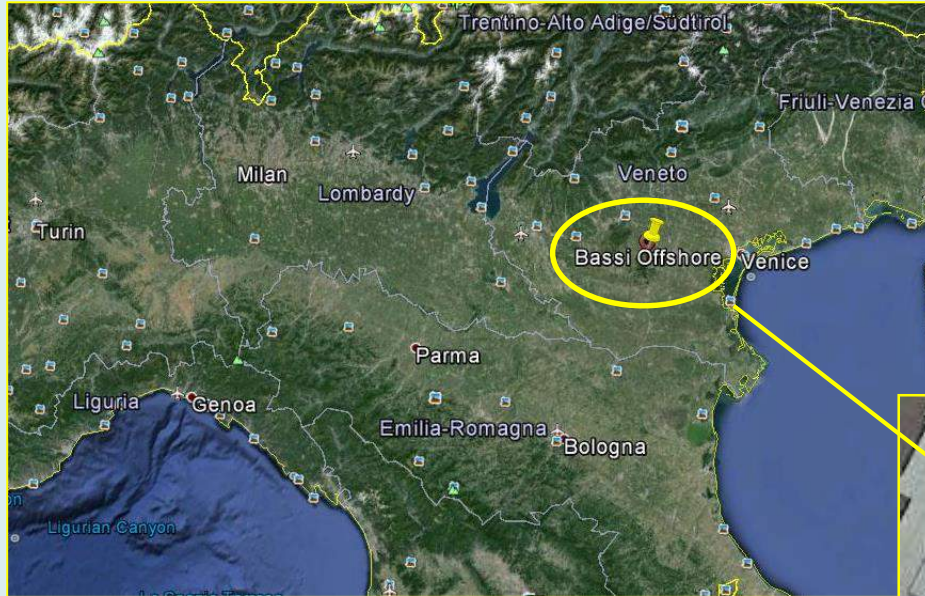 Trentino-Alto Adige/Südtirol
Friuli-Venezia
Milan
Lombardy
Veneto
Turin
Bassi Offshore
Venice
Parma
Liguria
Genoa
Emilia-Romagna
Bologna
Ligurian Canyon